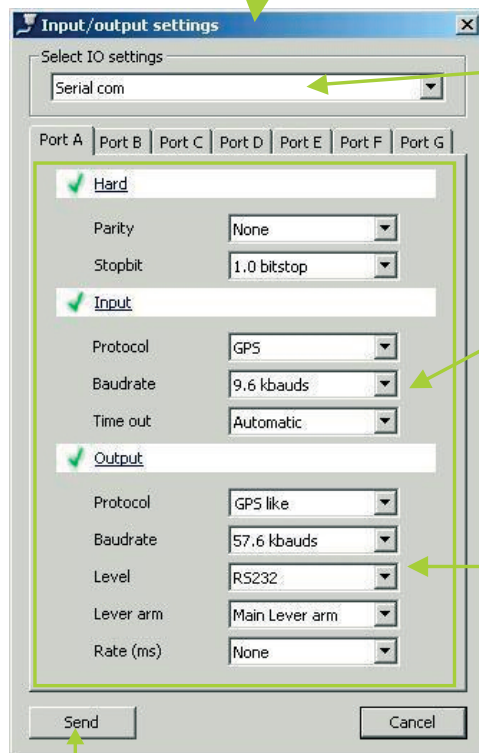 Input/output settings
Select IO settings
Serial com
Port A Port B Port C Port D Port E Port F Port G
Hard
Parity None
Stopbit 1.0 bitstop
Input
Protocol GPS
Baudrate 9.6 kbauds
Time out Automatic
Output
Protocol GPS like
Baudrate 57.6 kbauds
Level RS232
Lever arm Main Lever arm
Rate (ms) None
Send Cancel